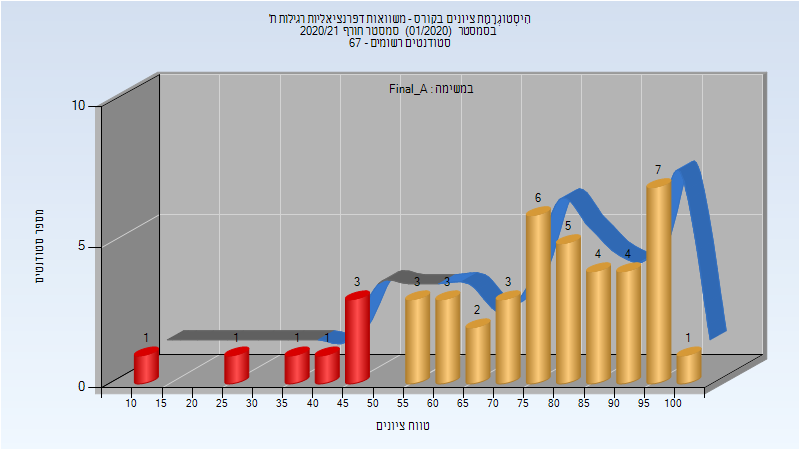 היסטוגרמת ציונים בקורס - משוואות דפרנציאליות רגילות ת'
בסמסטר (01/2020) סמסטר חורף 2020/21
סטודנטים רשומים - 67
במשימה : Final_A
מספר סטודנטים
10
5
0
1
1
1
1
3
3
3
2
3
6
5
4
4
7
1
10 15 20 25 30 35 40 45 50 55 60 65 70 75 80 85 90 95 100
טווח ציונים